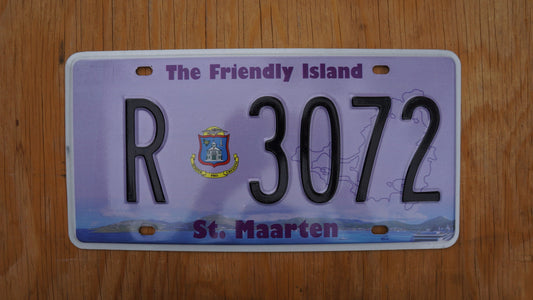 The Friendly Island
R 3072
St. Maarten